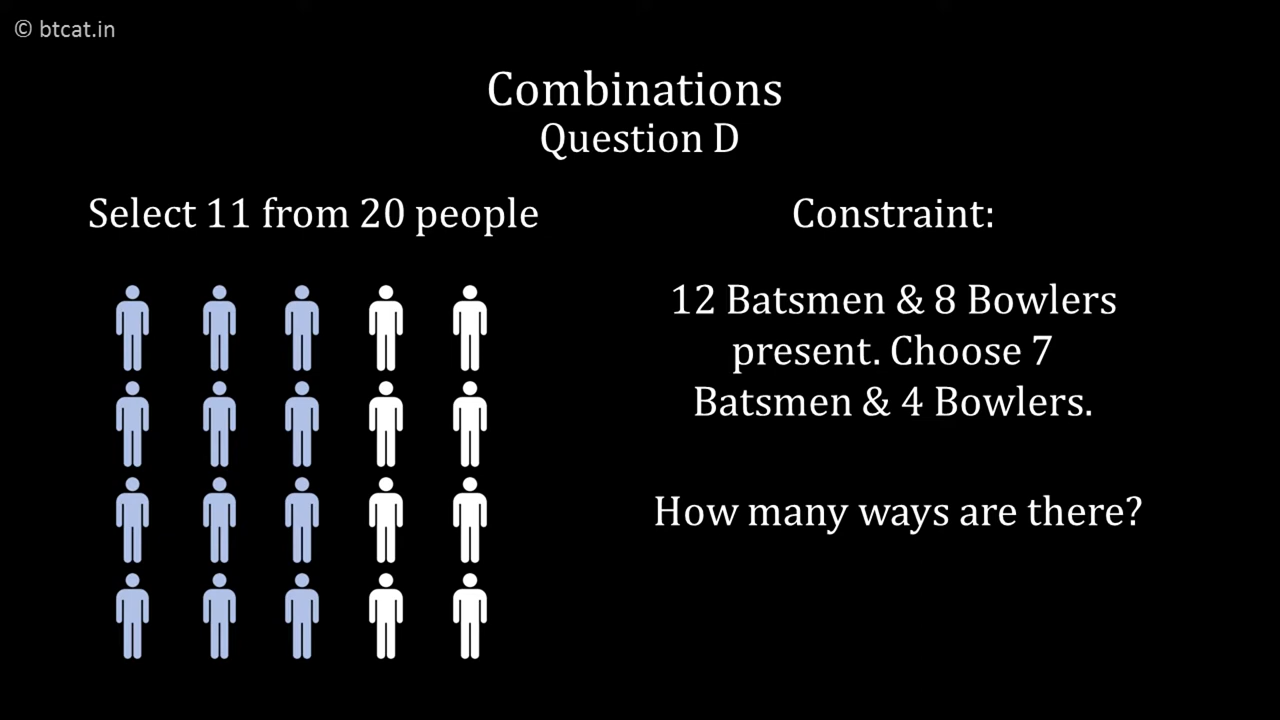 © btcat.in
Combinations
Question D
Select 11 from 20 people
Constraint:
12 Batsmen & 8 Bowlers
present. Choose 7
Batsmen & 4 Bowlers.
How many ways are there?